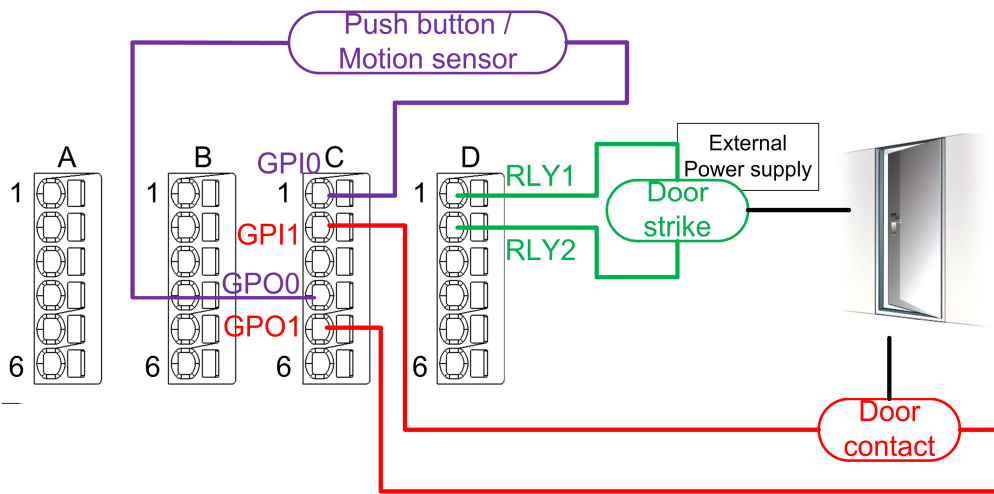 Push button /
Motion sensor
A
B
GPI0
C
D
1
1
1
1
RLY1
External
Power supply
Door
strike
GPI1
RLY2
GPO0
GPO1
6
6
6
6
Door
contact